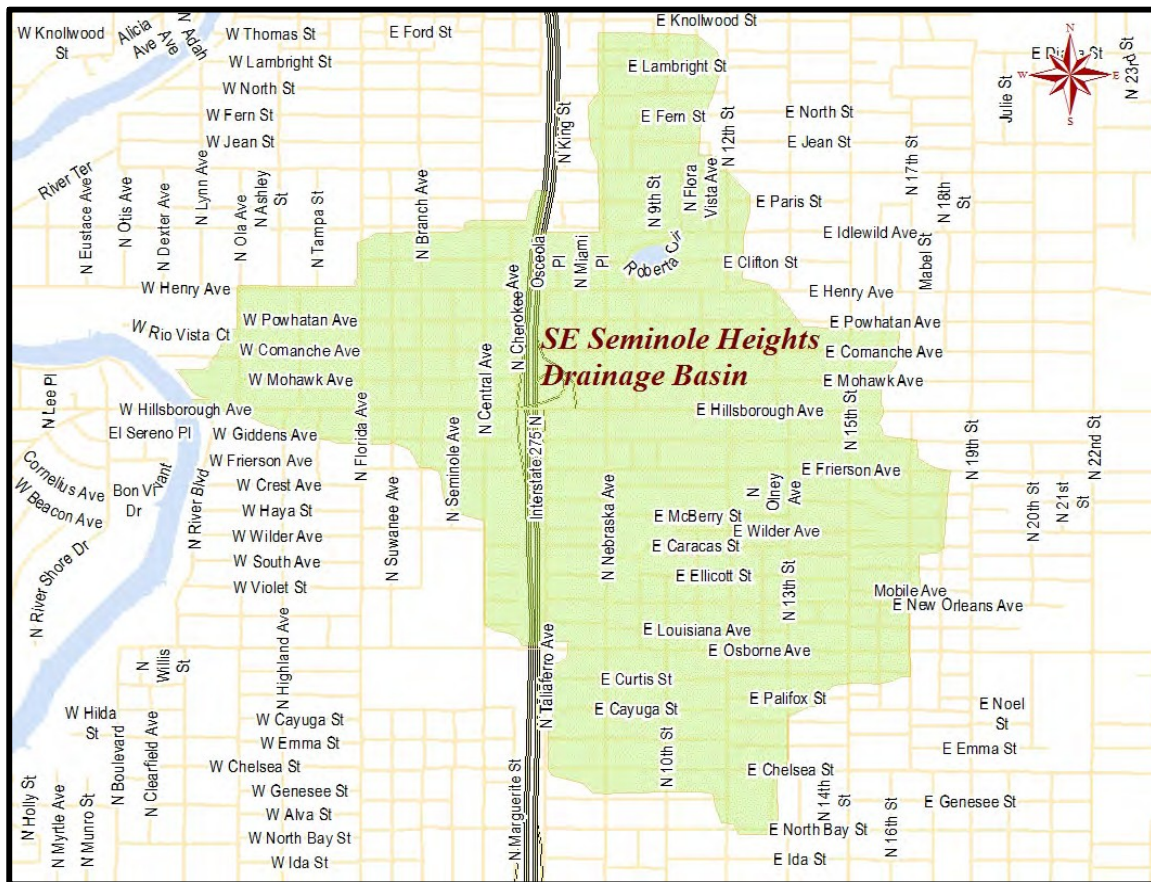 W Knollwood
St
Alicia
Ave
Ave
N Adah
W Thomas St
E Ford St
E Knollwood St
W Lambright St
E Lambright St
N 23rd St
W North St
Julie St
W Fern St
E Fern St
E North St
W Jean St
N King St
N 12th St
E Jean St
River Ter
N Eustace Ave
N Otis Ave
N Dexter Ave
N Lynn Ave
N Ola Ave
N Ashley
St
N Tampa St
N Branch Ave
N 9th St
N Flora
Vista Ave
E Paris St
N 17th St
N 18th
St
E Idlewild Ave
Osceola
Pl
N Miami
Pl
Roberta Cir
E Clifton St
Mabel St
W Henry Ave
E Henry Ave
W Rio Vista Ct
W Powhatan Ave
N Cherokee Ave
E Powhatan Ave
SE Seminole Heights
Drainage Basin
W Comanche Ave
E Comanche Ave
W Mohawk Ave
E Mohawk Ave
N Lee Pl
N Central Ave
W Hillsborough Ave
E Hillsborough Ave
N 15th St
El Sereno Pl
W Giddens Ave
N Florida Ave
N Seminole Ave
Interstate 275 N
N 19th St
N 22nd St
Cornelius Ave
W Frierson Ave
E Frierson Ave
W Beacon Ave
Bon Vivant
Dr
N River Blvd
W Crest Ave
N
Olney
Ave
N 20th St
N 21st
St
W Haya St
N Suwanee Ave
N Nebraska Ave
E McBerry St
W Wilder Ave
E Wilder Ave
E Caracas St
N River Shore Dr
W South Ave
E Ellicott St
N 13th St
W Violet St
Mobile Ave
E New Orleans Ave
N Highland Ave
E Louisiana Ave
N
Willis
St
N Taliaferro Ave
E Osborne Ave
E Curtis St
E Palifox St
W Hilda
St
N Boulevard
N Clearfield Ave
W Cayuga St
E Cayuga St
E Noel
St
W Emma St
N 10th St
E Emma St
W Chelsea St
E Chelsea St
N Holly St
N Myrtle Ave
N Munro St
W Genesee St
N Marguerite St
N 14th
St
N 16th St
E Genesee St
W Alva St
W North Bay St
E North Bay St
W Ida St
E Ida St
N
W
E
S